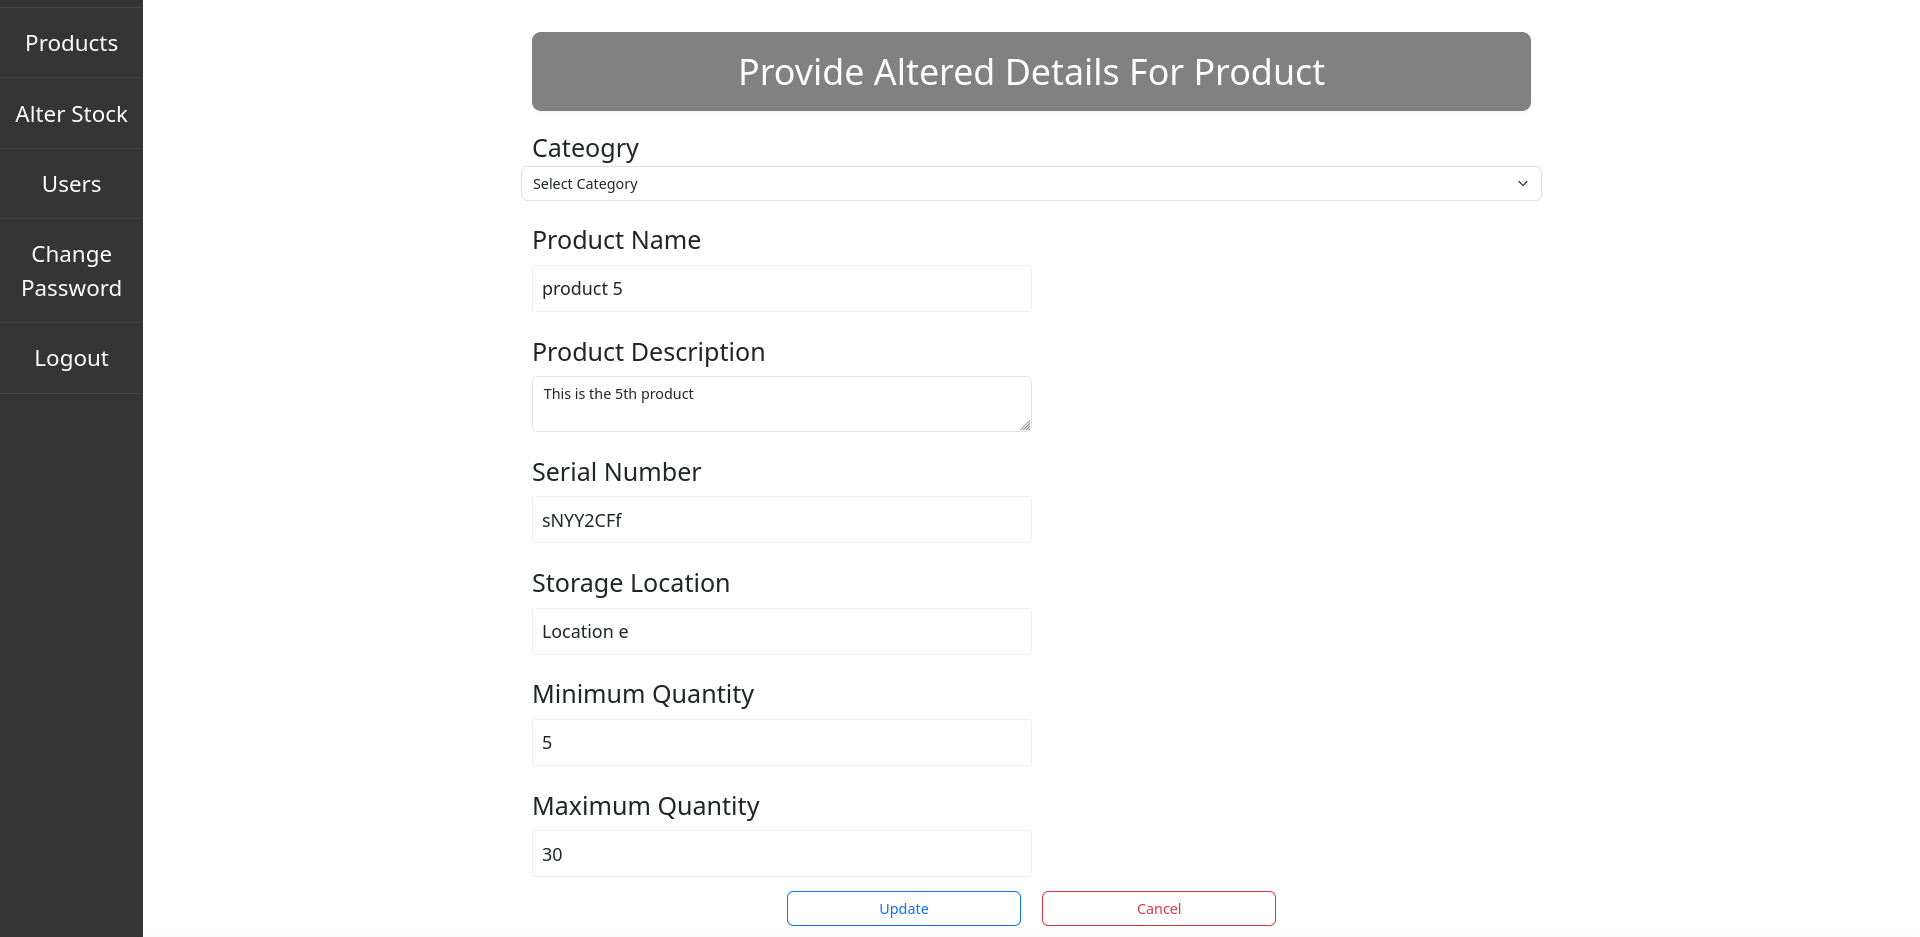 Products
Alter Stock
Users
Change
Password
Logout
Provide Altered Details For Product
Cateogry
Select Category
Product Name
product 5
Product Description
This is the 5th product
Serial Number
sNYY2CFf
Storage Location
Location e
Minimum Quantity
5
Maximum Quantity
30
Update
Cancel